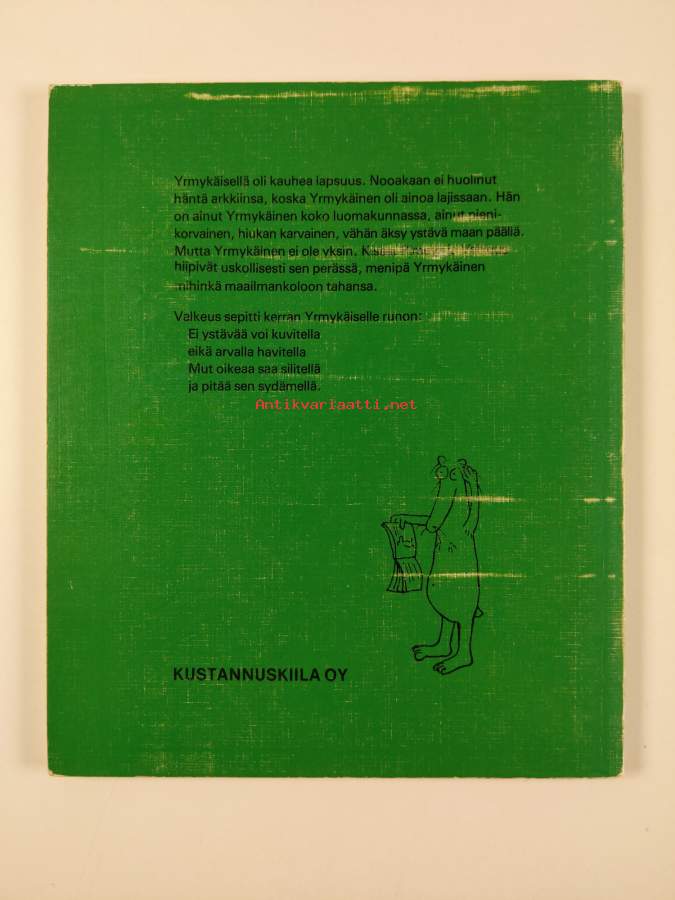 Yrmykäisellä oli kauhea lapsuus. Nooakaan ei huolinut
häntä arkkiinsa, koska Yrmykäinen oli ainoa lajissaan. Hän
on ainut Yrmykäinen koko luomakunnassa, ainut pieni-
korvainen, hiukan karvainen, vähän äksy ystävä maan päällä.
Mutta Yrmykäinen ei ole yksin.
hiipivät uskollisesti sen perässä, menipä Yrmykäinen
mihinkä maailmankoloon tahansa.
Valkeus sepitti kerran Yrmykäiselle runon:
Ei ystävää voi kuvitella
eikä arvalla havitella
Mut oikeaa saa silitellä
ja pitää sen sydämellä.
Antikvariaatti.net
KUSTANNUSKIILA OY